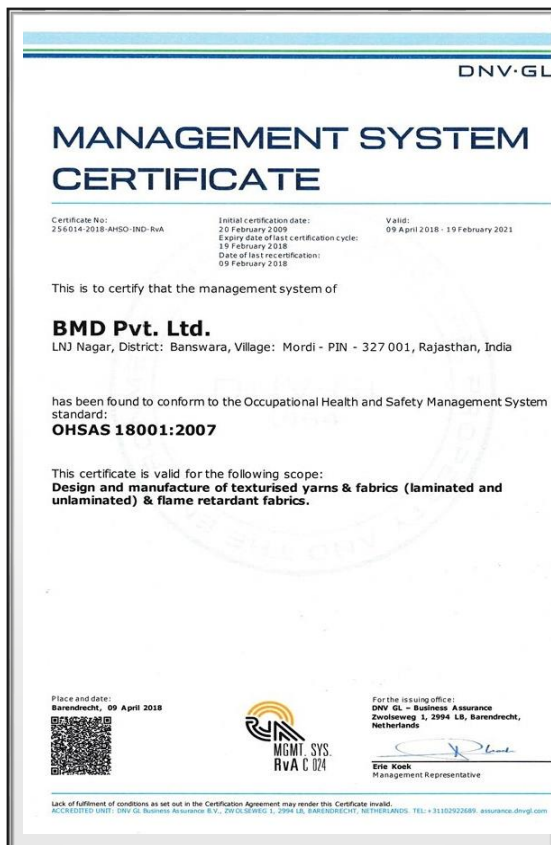 DNV·GL
MANAGEMENT SYSTEM
CERTIFICATE
Certificate No:
256014-2018-AHSO-IND-RvA
Initial certification date:
20 February 2009
Expiry date of last certification cycle:
19 February 2018
Date of last recertification:
09 February 2018
Valid:
09 April 2018 - 19 February 2021
This is to certify that the management system of
BMD Pvt. Ltd.
LNJ Nagar, District: Banswara, Village: Mordi - PIN - 327 001, Rajasthan, India
has been found to conform to the Occupational Health and Safety Management System
standard:
OHSAS 18001:2007
This certificate is valid for the following scope:
Design and manufacture of texturised yarns & fabrics (laminated and
unlaminated) & flame retardant fabrics.
Place and date:
Barendrecht, 09 April 2018
RvA
MGMT. SYS.
RvA C 024
For the issuing office:
DNV GL – Business Assurance
Zwolseweg 1, 2994 LB, Barendrecht,
Netherlands
Erie Koek
Management Representative
Lack of fulfilment of conditions as set out in the Certification Agreement may render this Certificate invalid.
ACCREDITED UNIT: DNV GL Business Assurance B.V., ZWOLSEWEG 1, 2994 LB, BARENDRECHT, NETHERLANDS. TEL: +31102922689. assurance.dnvgl.com